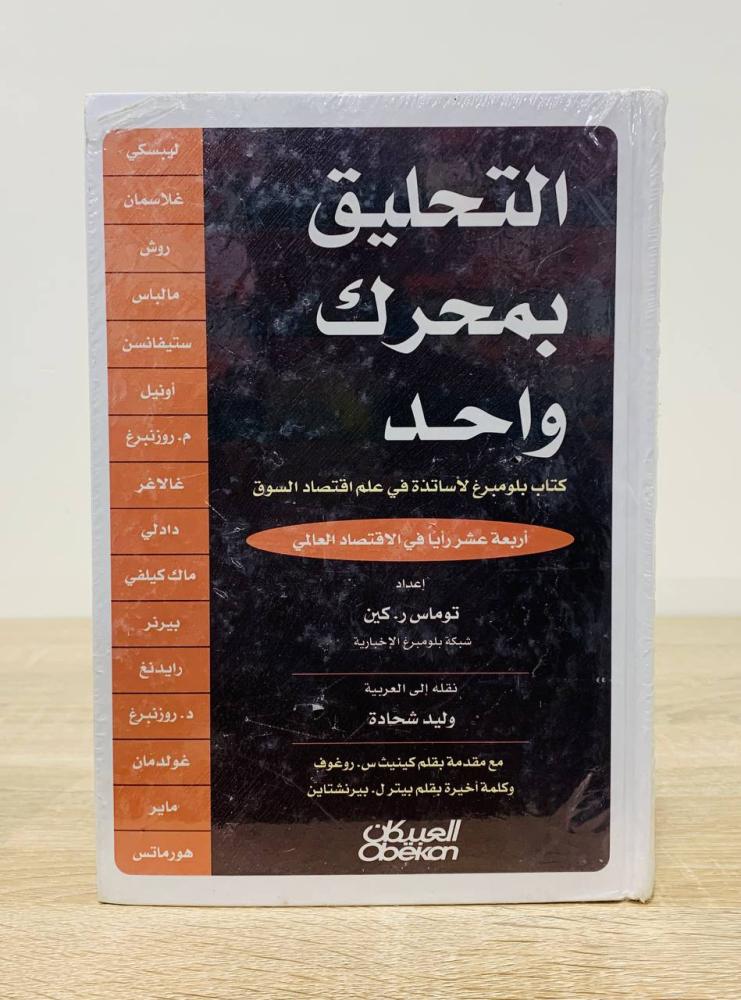 التحليق
بمحرك
واحد
كتاب بلومبرغ لأساتذة في علم اقتصاد السوق
أربعة عشر رأياً في الاقتصاد العالمي
إعداد
توماس ر. كين
شبكة بلومبرغ الإخبارية
نقله إلى العربية
وليد شحادة
مع مقدمة بقلم كينيث س. روغوف
وكلمة أخيرة بقلم بيتر ل. بيرنشتاين
العبيكان
Obekan
ليبسكي
غلاسمان
روش
مالباس
ستيفانسن
أونيل
م. روزنبرغ
غالاغر
دادلي
ماك كيلفي
بيرنر
رايدنغ
د. روزنبرغ
غولدمان
ماير
هورماتس